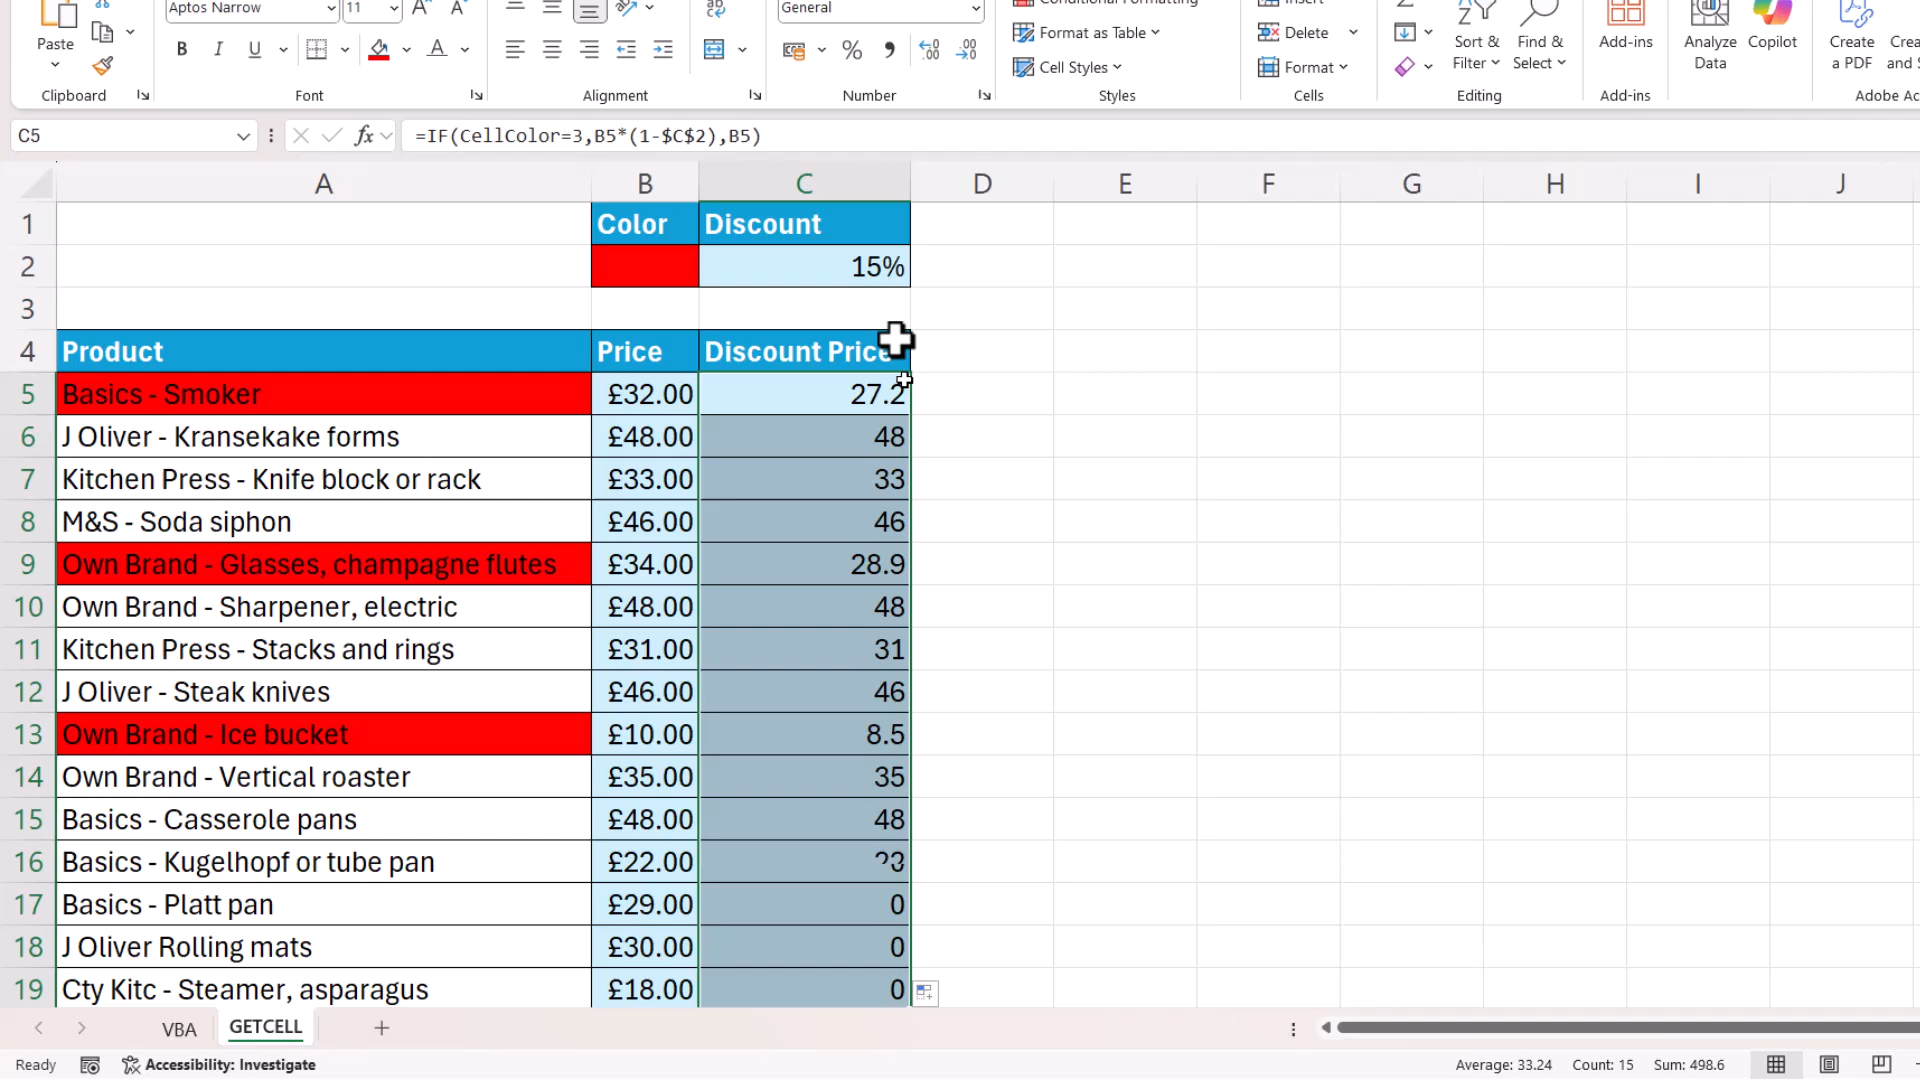 Aptos Narrow 11 General Conditional Formatting Insert
Paste B I U Format as Table Delete Sort & Filter Find & Select Add-ins Analyze Data Copilot Create a PDF
Cell Styles Format
Clipboard Font Alignment Number Styles Cells Editing Add-ins Adobe Ac
C5 fx =IF(CellColor=3,B5*(1-$C$2),B5)
A B C D E F G H I J
1 Color Discount
2 15%
3
4 Product Price Discount Price
5 Basics - Smoker £32.00 27.2
6 J Oliver - Kransekake forms £48.00 48
7 Kitchen Press - Knife block or rack £33.00 33
8 M&S - Soda siphon £46.00 46
9 Own Brand - Glasses, champagne flutes £34.00 28.9
10 Own Brand - Sharpener, electric £48.00 48
11 Kitchen Press - Stacks and rings £31.00 31
12 J Oliver - Steak knives £46.00 46
13 Own Brand - Ice bucket £10.00 8.5
14 Own Brand - Vertical roaster £35.00 35
15 Basics - Casserole pans £48.00 48
16 Basics - Kugelhopf or tube pan £22.00
17 Basics - Platt pan £29.00 0
18 J Oliver Rolling mats £30.00 0
19 Cty Kitc - Steamer, asparagus £18.00 0
VBA GETCELL
Ready Accessibility: Investigate Average: 33.24 Count: 15 Sum: 498.6